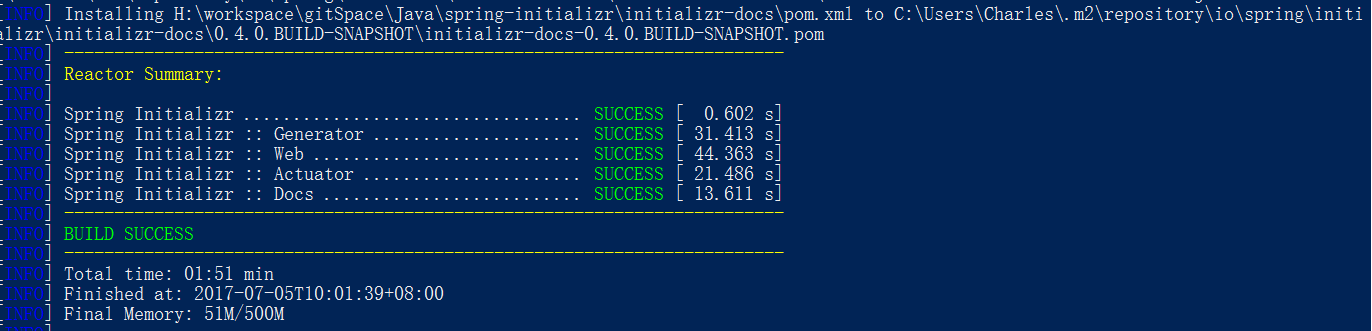 [INFO] Installing H:\workspace\gitSpace\Java\spring-initializr\initializr-docs\pom.xml to C:\Users\Charles\.m2\repository\io\spring\initi
alizr\initializr-docs\0.4.0.BUILD-SNAPSHOT\initializr-docs-0.4.0.BUILD-SNAPSHOT.pom
[INFO] ------------------------------------------------------------------------
[INFO] Reactor Summary:
[INFO]
[INFO] Spring Initializr .................................. SUCCESS [  0.602 s]
[INFO] Spring Initializr :: Generator ..................... SUCCESS [ 31.413 s]
[INFO] Spring Initializr :: Web ........................... SUCCESS [ 44.363 s]
[INFO] Spring Initializr :: Actuator ...................... SUCCESS [ 21.486 s]
[INFO] Spring Initializr :: Docs .......................... SUCCESS [ 13.611 s]
[INFO] ------------------------------------------------------------------------
[INFO] BUILD SUCCESS
[INFO] ------------------------------------------------------------------------
[INFO] Total time: 01:51 min
[INFO] Finished at: 2017-07-05T10:01:39+08:00
[INFO] Final Memory: 51M/500M